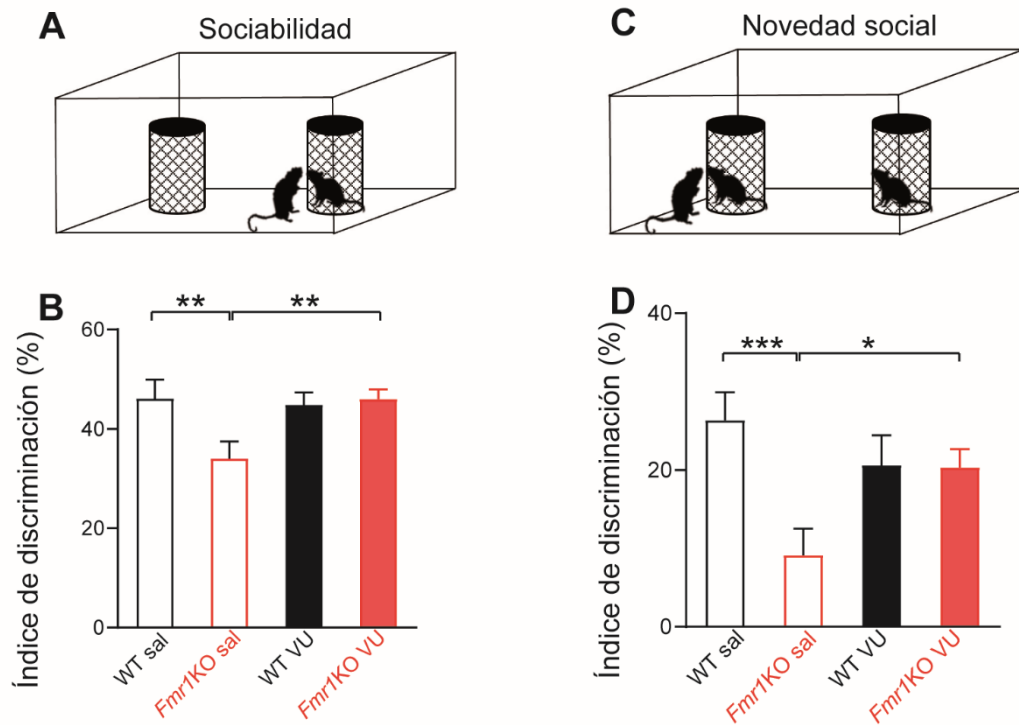 A
Sociabilidad
B
** **
Índice de discriminación (%)
60
40
20
0
WT sal
Fmr1KO sal
WT VU
Fmr1KO VU
C
Novedad social
D
*** *
Índice de discriminación (%)
40
20
0
WT sal
Fmr1KO sal
WT VU
Fmr1KO VU